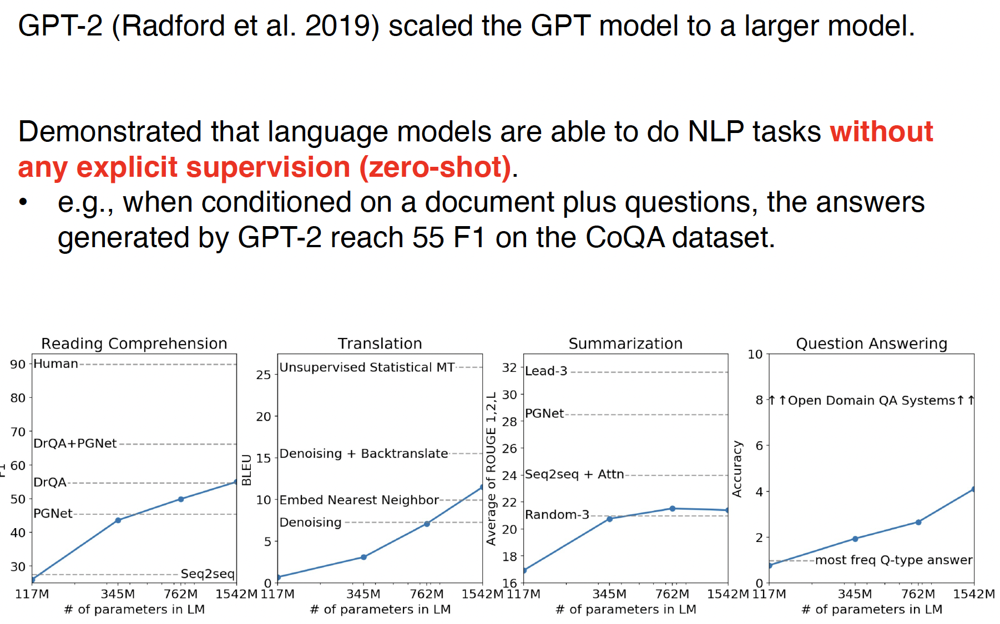 GPT-2 (Radford et al. 2019) scaled the GPT model to a larger model.
Demonstrated that language models are able to do NLP tasks without
any explicit supervision (zero-shot).
• e.g., when conditioned on a document plus questions, the answers
generated by GPT-2 reach 55 F1 on the CoQA dataset.
Reading Comprehension
90
80
70
60
50
40
30
F1
Human
DrQA+PGNet
DrQA
PGNet
Seq2seq
117M 345M 762M 1542M
# of parameters in LM
Translation
25
20
15
10
5
0
BLEU
Unsupervised Statistical MT
Denoising + Backtranslate
Embed Nearest Neighbor
Denoising
117M 345M 762M 1542M
# of parameters in LM
Summarization
32
30
28
26
24
22
20
18
16
Average of ROUGE 1,2,L
Lead-3
PGNet
Seq2seq + Attn
Random-3
117M 345M 762M 1542M
# of parameters in LM
Question Answering
10
8
6
4
2
0
Accuracy
↑↑Open Domain QA Systems↑↑
most freq Q-type answer
117M 345M 762M 1542M
# of parameters in LM